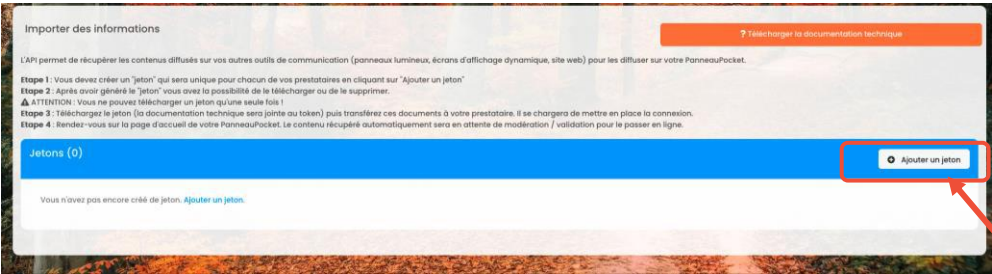 Importer des informations
? Télécharger la documentation technique
L'API permet de récupérer les contenus diffusés sur vos autres outils de communication (panneaux lumineux, écrans d'affichage dynamique, site web) pour les diffuser sur votre PanneauPocket.
Etape 1 : Vous devez créer un "jeton" qui sera unique pour chacun de vos prestataires en cliquant sur "Ajouter un jeton"
Etape 2 : Après avoir généré le "jeton" vous avez la possibilité de le télécharger ou de le supprimer.
⚠ ATTENTION : Vous ne pouvez télécharger un jeton qu'une seule fois !
Etape 3 : Téléchargez le jeton (la documentation technique sera jointe au token) puis transférez ces documents à votre prestataire, il se chargera de mettre en place la connexion.
Etape 4 : Rendez-vous sur la page d'accueil de votre PanneauPocket. Le contenu récupéré automatiquement sera en attente de modération / validation pour le passer en ligne.
Jetons (0)
Ajouter un jeton
Vous n'avez pas encore créé de jeton. Ajouter un jeton.